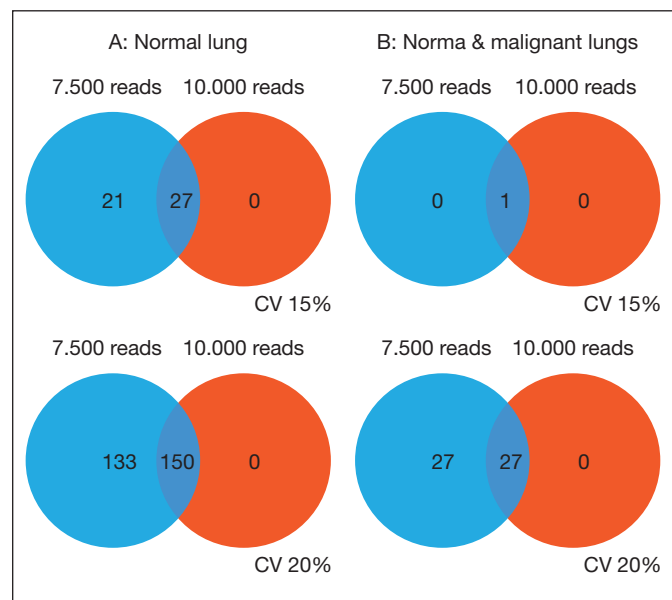 A: Normal lung
B: Norma & malignant lungs
7.500 reads 10.000 reads
7.500 reads 10.000 reads
21 27 0
0 1 0
CV 15%
CV 15%
7.500 reads 10.000 reads
7.500 reads 10.000 reads
133 150 0
27 27 0
CV 20%
CV 20%